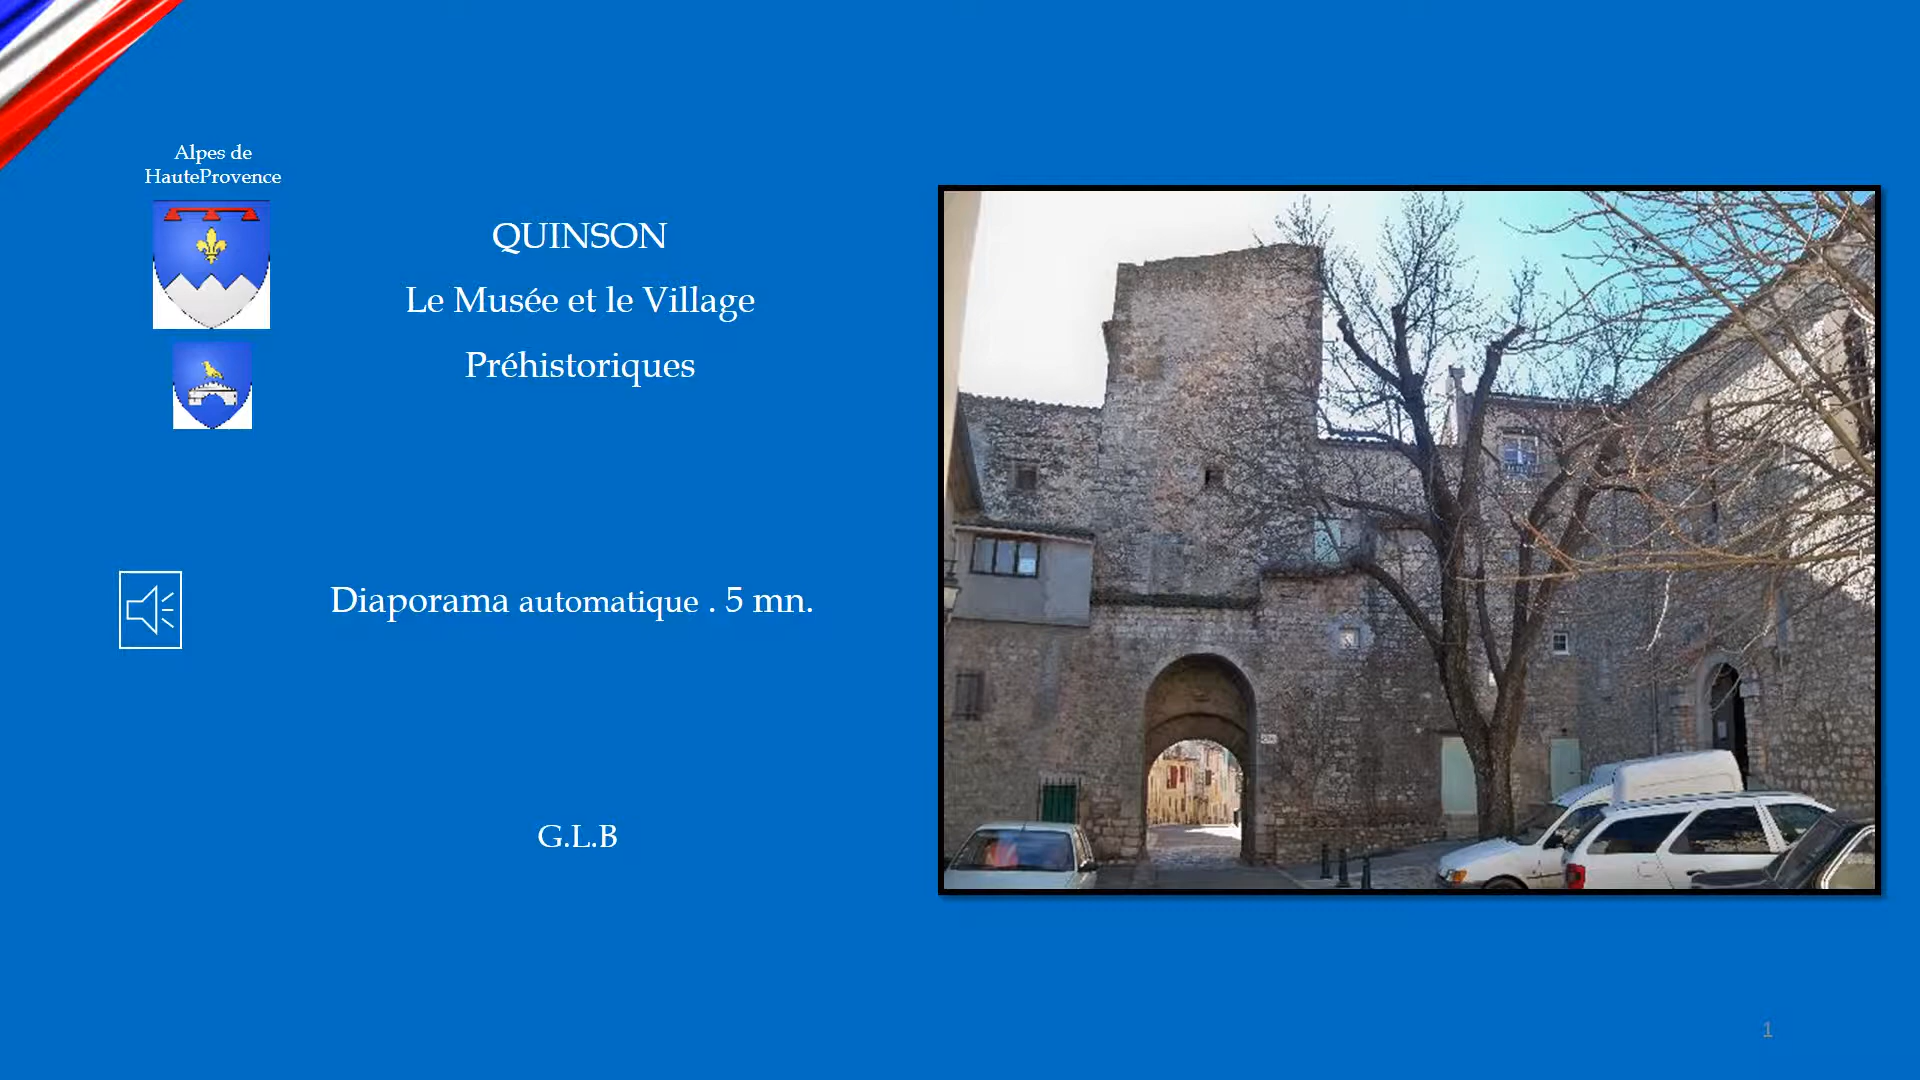 Alpes de
HauteProvence
QUINSON
Le Musée et le Village
Préhistoriques
Diaporama automatique . 5 mn.
G.L.B
1